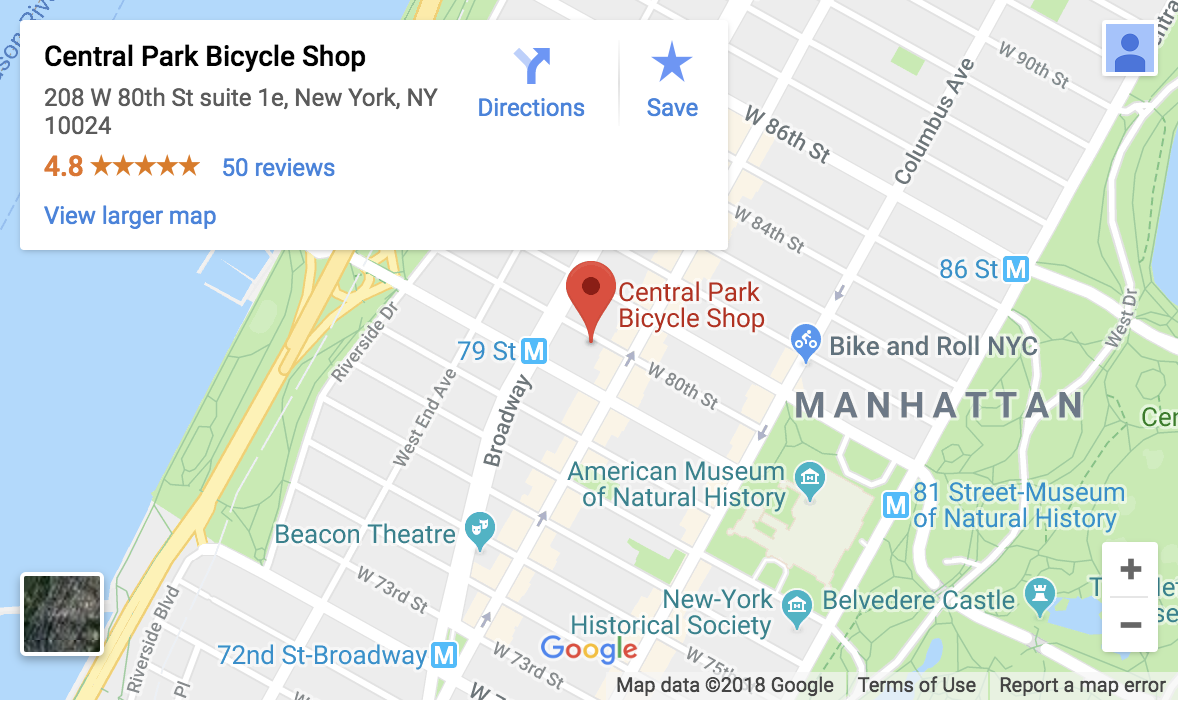 Central Park Bicycle Shop
208 W 80th St suite 1e, New York, NY
10024
4.8
50 reviews
View larger map
Directions
Save
W 90th St
Columbus Ave
W 86th St
W 84th St
86 St M
West Dr
Central Park
Bicycle Shop
Riverside Dr
79 St M
Bike and Roll NYC
W 80th St
MANHATTAN
West End Ave
Broadway
American Museum
of Natural History
M 81 Street-Museum
of Natural History
Beacon Theatre
W 73rd St
New-York
Historical Society
Belvedere Castle
Riverside Blvd
72nd St-Broadway M
W 73rd St
Google
W 75th
Pl
Map data ©2018 Google
Terms of Use
Report a map error